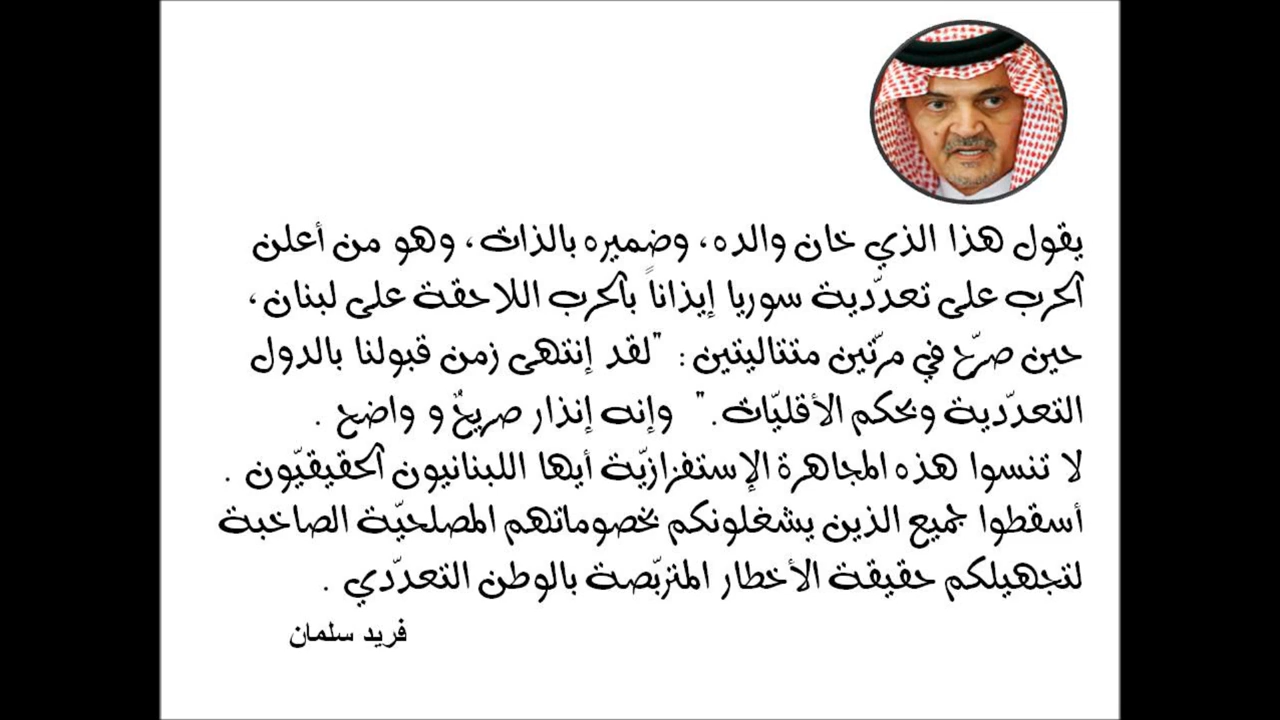 يقول هذا الذي خان والده، وضميره بالذات، وهو من أعلن
الحرب على تعدّدية سوريا إيذاناً بالحرب اللاحقة على لبنان،
حين صرّح في مرّتين متتاليتين: "لقد إنتهى زمن قبولنا بالدول
التعدّدية وبحكم الأقليّات." وإنه إنذار صريحٌ و واضح .
لا تنسوا هذه المجاهرة الإستفزازيّة أيها اللبنانيون الحقيقيّون .
أسقطوا جميع الذين يشغلونكم بخصوماتهم المصلحيّة الصاخبة
لتجهيلكم حقيقة الأخطار المتربّصة بالوطن التعدّدي .
فريد سلمان